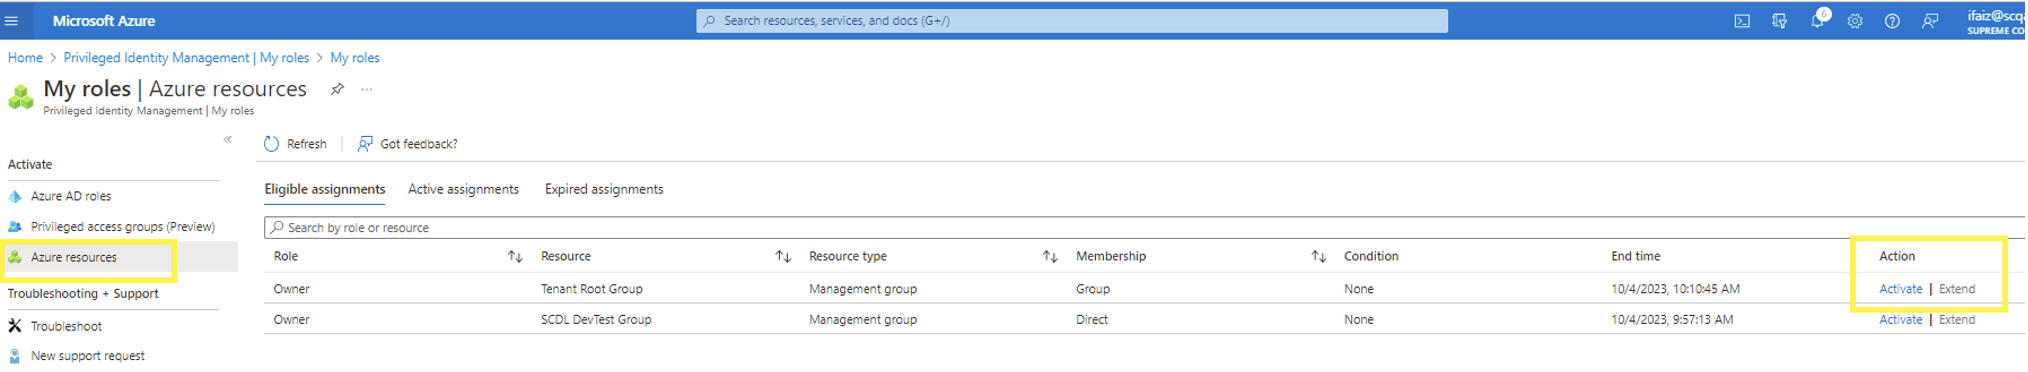 Microsoft Azure
Search resources, services, and docs (G+/)
6
ifaiz@scq
SUPREME CO
Home > Privileged Identity Management | My roles > My roles
My roles | Azure resources
...
Privileged Identity Management | My roles
«
Refresh
Got feedback?
Activate
Azure AD roles
Privileged access groups (Preview)
Azure resources
Troubleshooting + Support
Troubleshoot
New support request
Eligible assignments Active assignments Expired assignments
Search by role or resource
Role Resource Resource type Membership Condition End time Action
Owner Tenant Root Group Management group Group None 10/4/2023, 10:10:45 AM Activate | Extend
Owner SCDL DevTest Group Management group Direct None 10/4/2023, 9:57:13 AM Activate | Extend